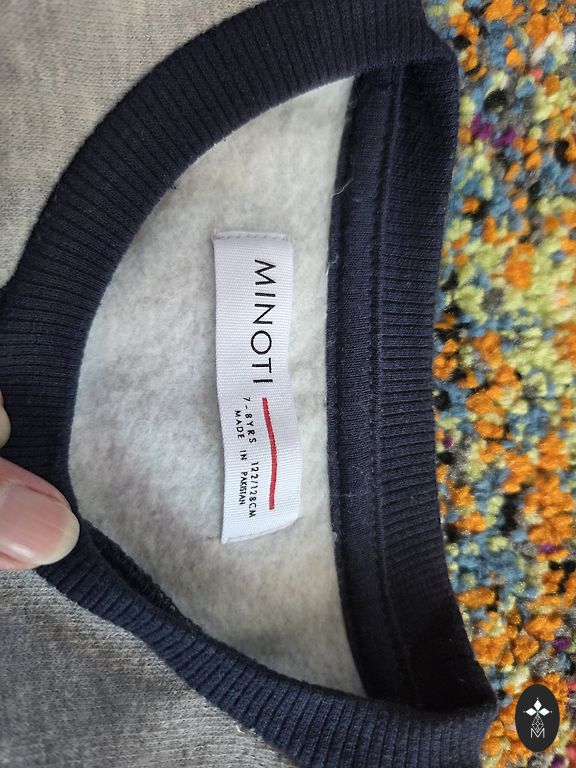 MINOTI
7-8YRS 122/128CM
MADE IN PAKISTAN
M